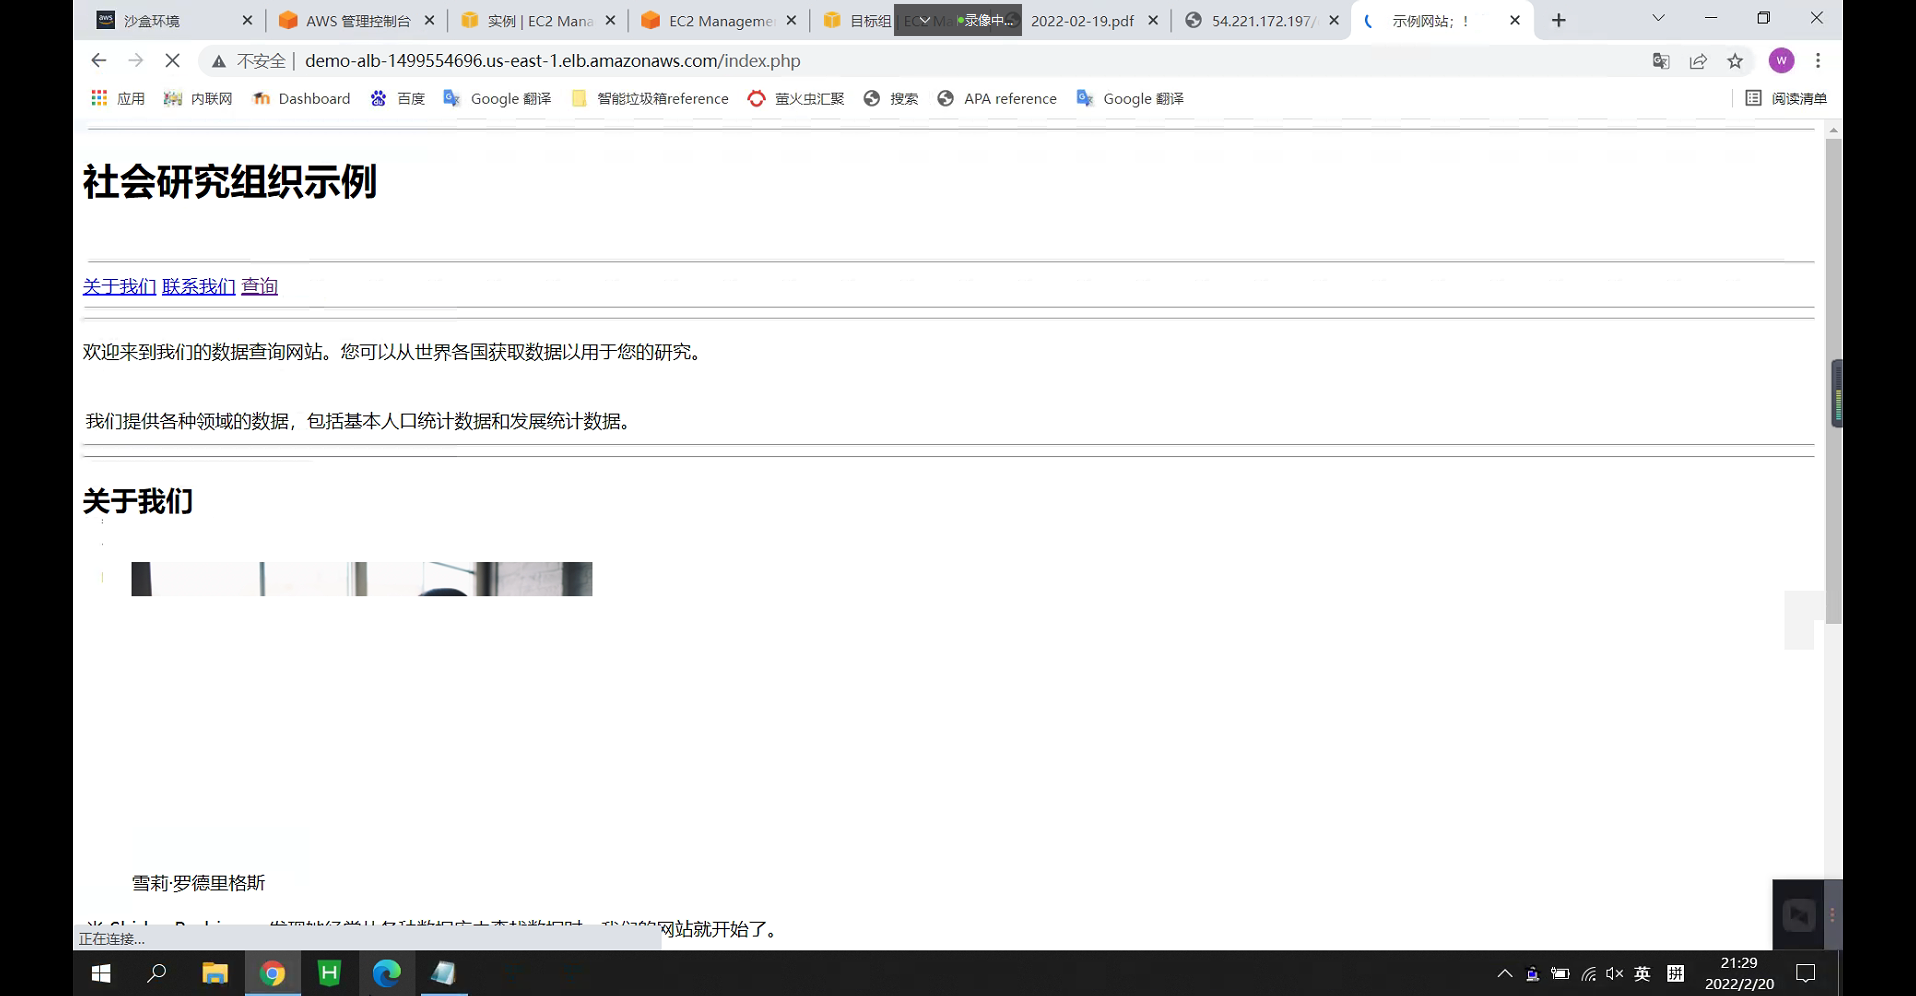 沙盒环境
AWS 管理控制台
实例 | EC2 Mana
EC2 Manageme
目标组
录像中...
2022-02-19.pdf
54.221.172.197/
示例网站；！
不安全 | demo-alb-1499554696.us-east-1.elb.amazonaws.com/index.php
W
应用 内联网 Dashboard 百度 Google 翻译 智能垃圾箱reference 萤火虫汇聚 搜索 APA reference Google 翻译 阅读清单
社会研究组织示例
关于我们 联系我们 查询
欢迎来到我们的数据查询网站。您可以从世界各国获取数据以用于您的研究。
我们提供各种领域的数据，包括基本人口统计数据和发展统计数据。
关于我们
雪莉·罗德里格斯
我们的网站就开始了。
正在连接...
英 拼
21:29
2022/2/20